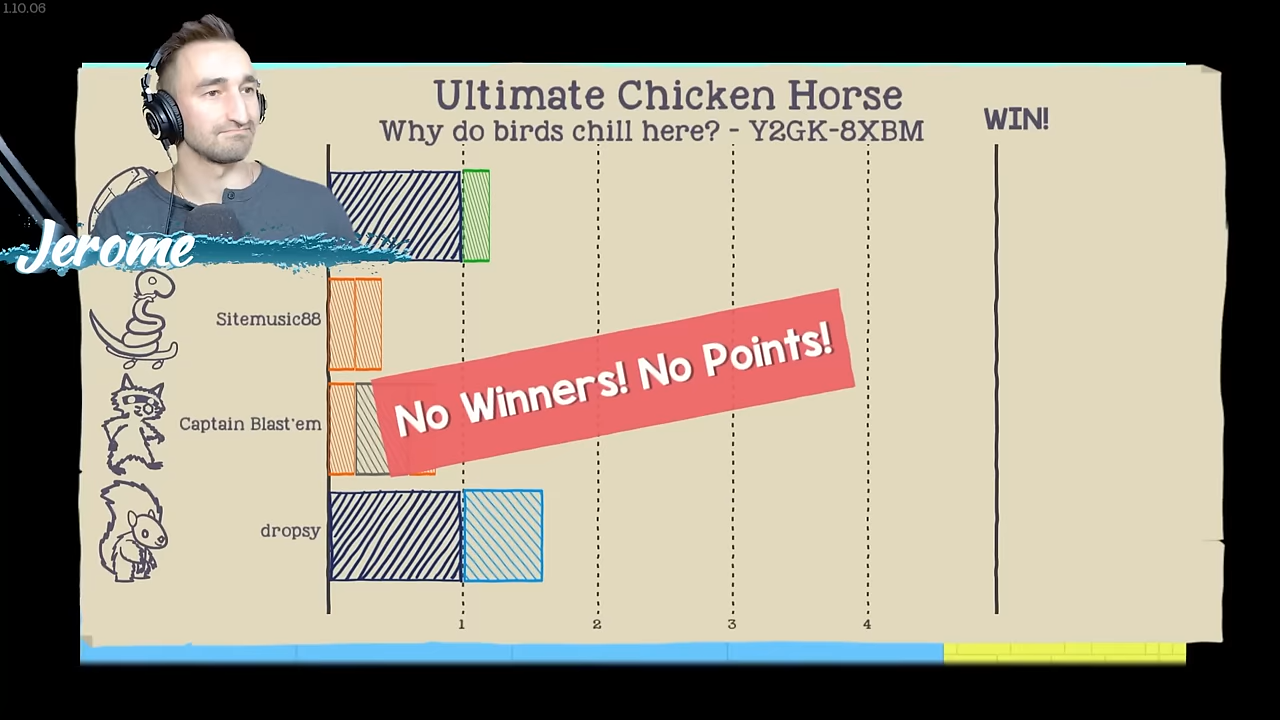 1.10.06
Ultimate Chicken Horse
Why do birds chill here? - Y2GK-8XBM
WIN!
Jerome
Sitemusic88
No Winners! No Points!
Captain Blast'em
dropsy
1 2 3 4